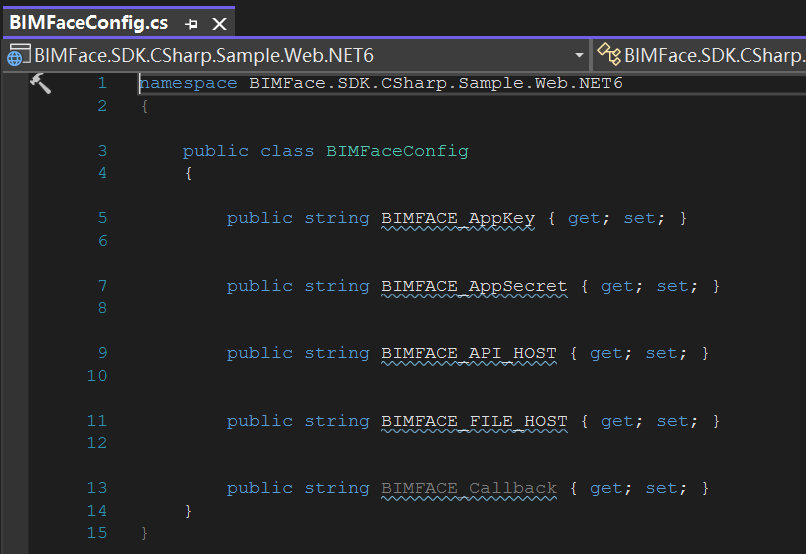 BIMFaceConfig.cs
BIMFace.SDK.CSharp.Sample.Web.NET6 BIMFace.SDK.CSharp.
1 namespace BIMFace.SDK.CSharp.Sample.Web.NET6
2 {
3 public class BIMFaceConfig
4 {
5 public string BIMFACE_AppKey { get; set; }
6
7 public string BIMFACE_AppSecret { get; set; }
8
9 public string BIMFACE_API_HOST { get; set; }
10
11 public string BIMFACE_FILE_HOST { get; set; }
12
13 public string BIMFACE_Callback { get; set; }
14 }
15 }